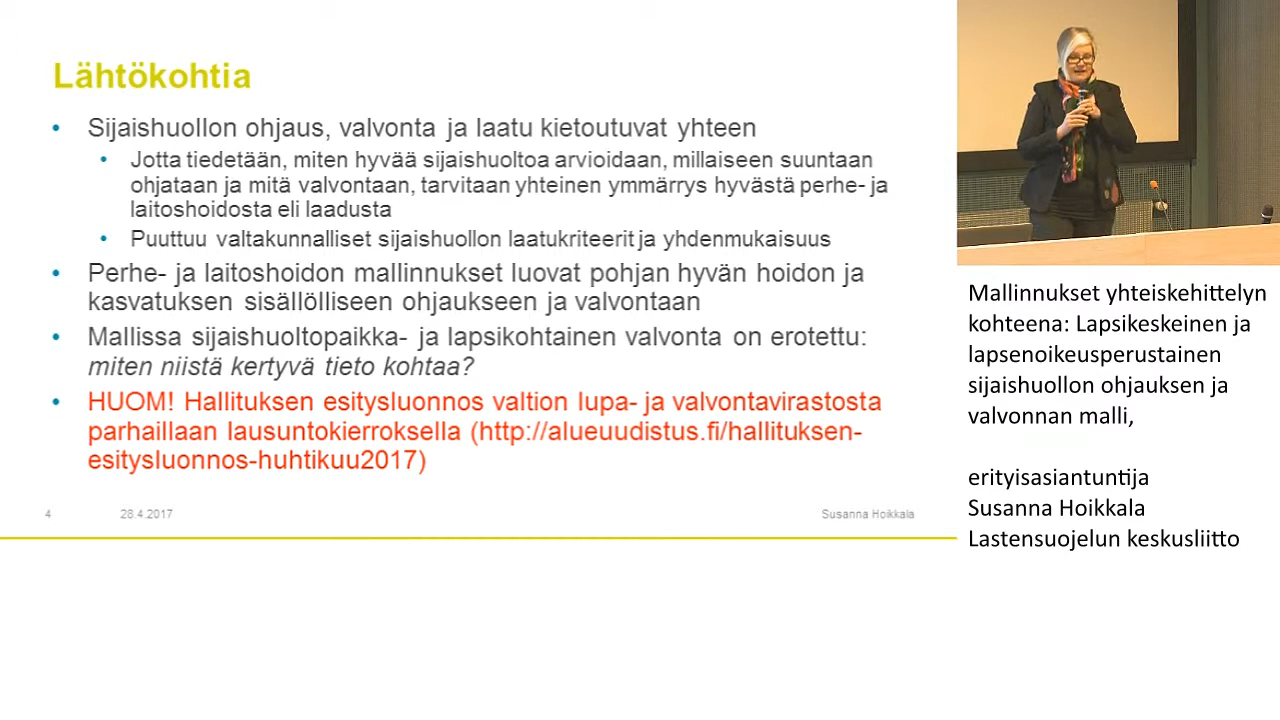 Lähtökohtia
• Sijaishuollon ohjaus, valvonta ja laatu kietoutuvat yhteen
• Jotta tiedetään, miten hyvää sijaishuoltoa arvioidaan, millaiseen suuntaan
ohjataan ja mitä valvontaan, tarvitaan yhteinen ymmärrys hyvästä perhe- ja
laitoshoidosta eli laadusta
• Puuttuu valtakunnalliset sijaishuollon laatukriteerit ja yhdenmukaisuus
• Perhe- ja laitoshoidon mallinnukset luovat pohjan hyvän hoidon ja
kasvatuksen sisällölliseen ohjaukseen ja valvontaan
• Mallissa sijaishuoltopaikka- ja lapsikohtainen valvonta on erotettu:
miten niistä kertyvä tieto kohtaa?
• HUOM! Hallituksen esitysluonnos valtion lupa- ja valvontavirastosta
parhaillaan lausuntokierroksella (http://alueuudistus.fi/hallituksen-
esitysluonnos-huhtikuu2017)
4 28.4.2017 Susanna Hoikkala
Mallinnukset yhteiskehittelyn
kohteena: Lapsikeskeinen ja
lapsenoikeusperustainen
sijaishuollon ohjauksen ja
valvonnan malli,
erityisasiantuntija
Susanna Hoikkala
Lastensuojelun keskusliitto